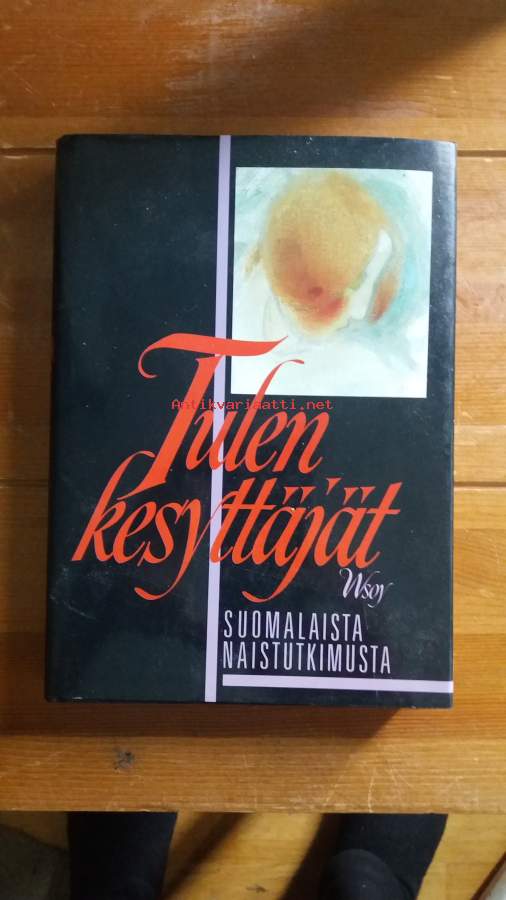 Tulen
Antikvariaatti.net
kesyttäjät
Wsoy
SUOMALAISTA
NAISTUTKIMUSTA